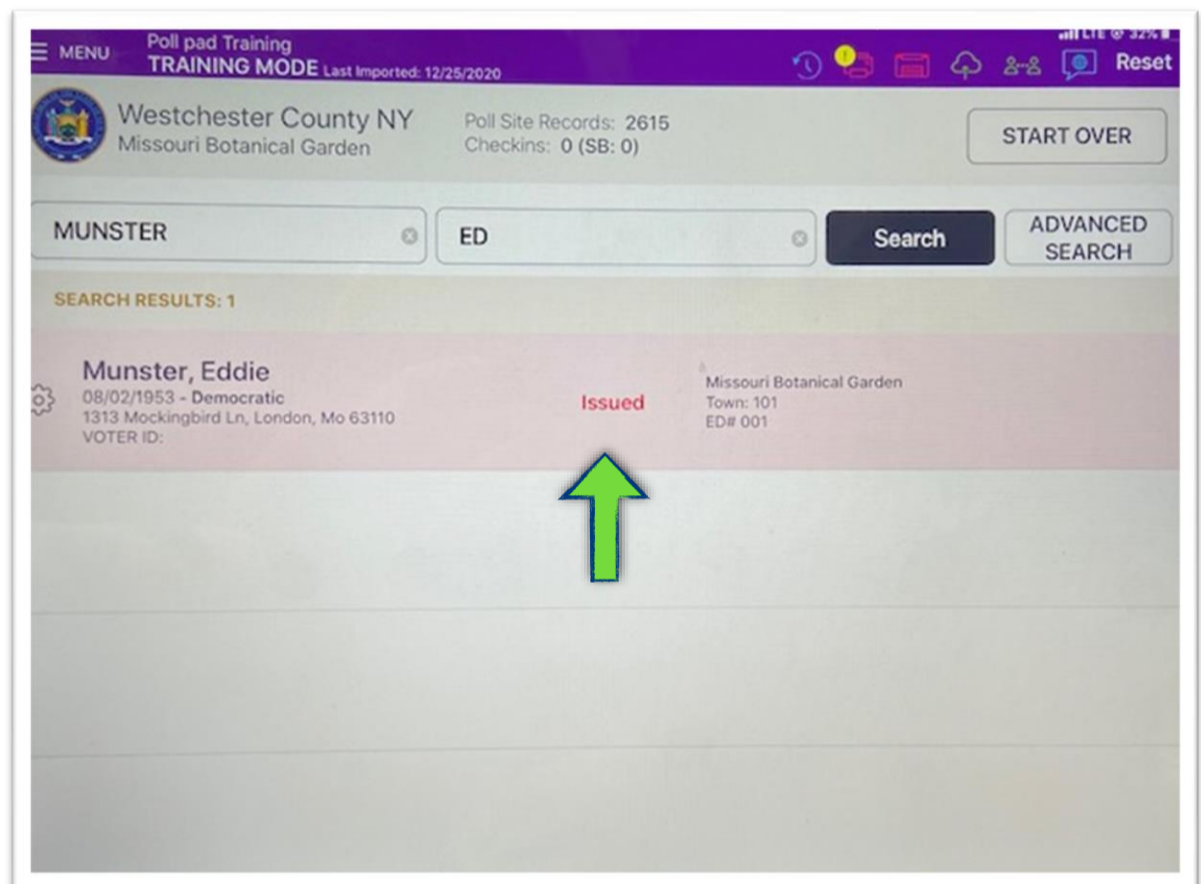 MENU
Poll pad Training
TRAINING MODE Last Imported: 12/25/2020
LTE 32%
Reset
Westchester County NY
Missouri Botanical Garden
Poll Site Records: 2615
Checkins: 0 (SB: 0)
START OVER
MUNSTER
ED
Search
ADVANCED
SEARCH
SEARCH RESULTS: 1
Munster, Eddie
08/02/1953 - Democratic
1313 Mockingbird Ln, London, Mo 63110
VOTER ID:
Issued
Missouri Botanical Garden
Town: 101
ED# 001